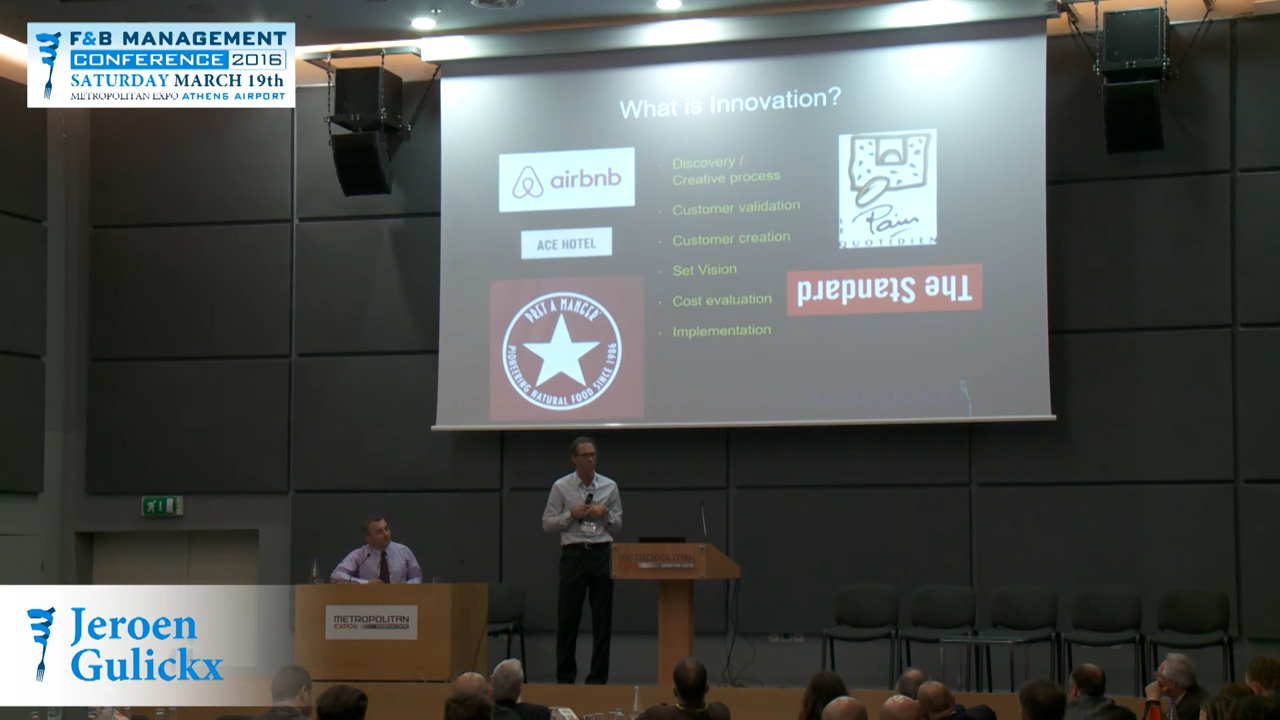 F&B MANAGEMENT
CONFERENCE 2016
SATURDAY MARCH 19th
METROPOLITAN EXPO ATHENS AIRPORT
What is Innovation?
airbnb
ACE HOTEL
PRET A MANGER
PIONEERING NATURAL FOOD SINCE 1986
- Discovery /
Creative process
- Customer validation
- Customer creation
- Set Vision
- Cost evaluation
- Implementation
LE Pain
QUOTIDIEN
The Standard
METROPOLITAN
METROPOLITAN
EXPO
Jeroen
Gulickx